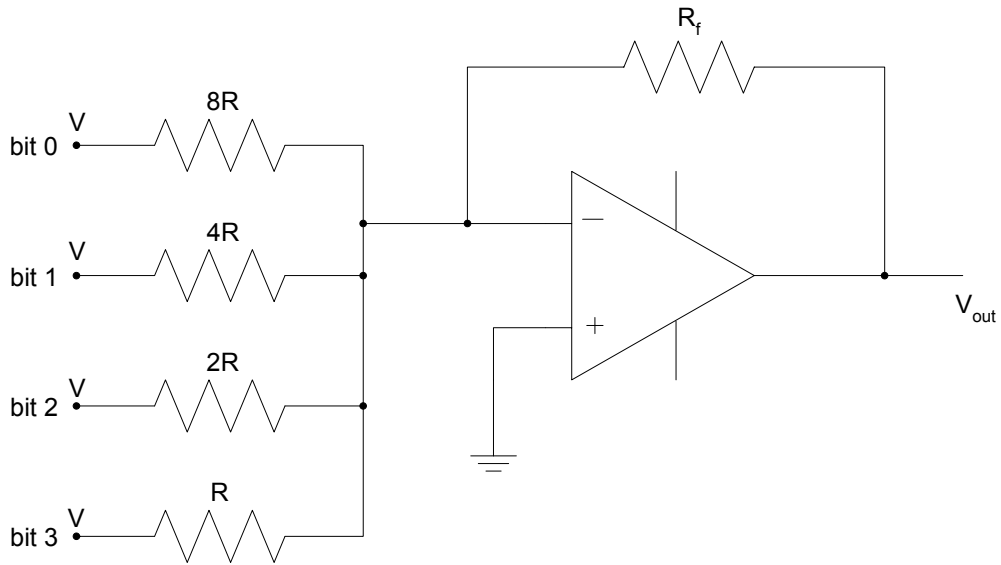 R_f
8R
V
bit 0
4R
V
bit 1
2R
V
bit 2
R
V
bit 3
−
+
V_out